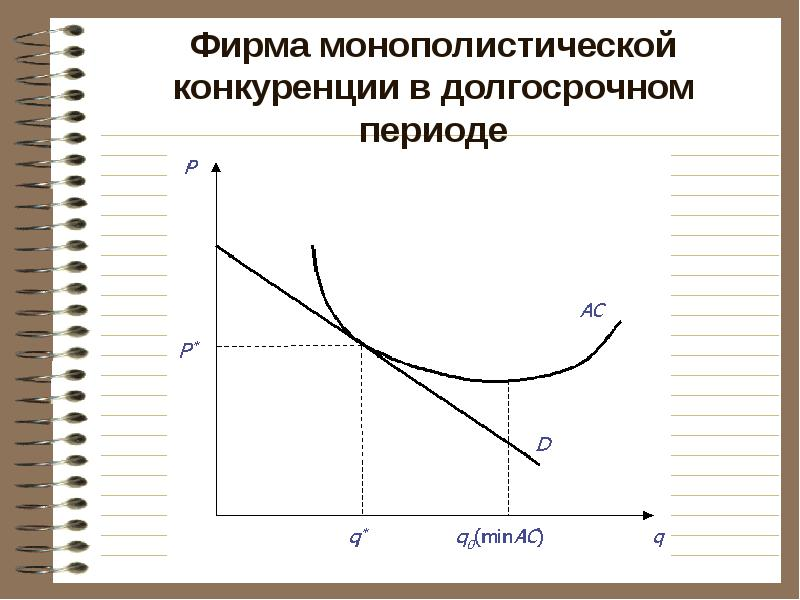 Фирма монополистической
конкуренции в долгосрочном
периоде
P
AC
P*
D
q*
q0(minAC)
q